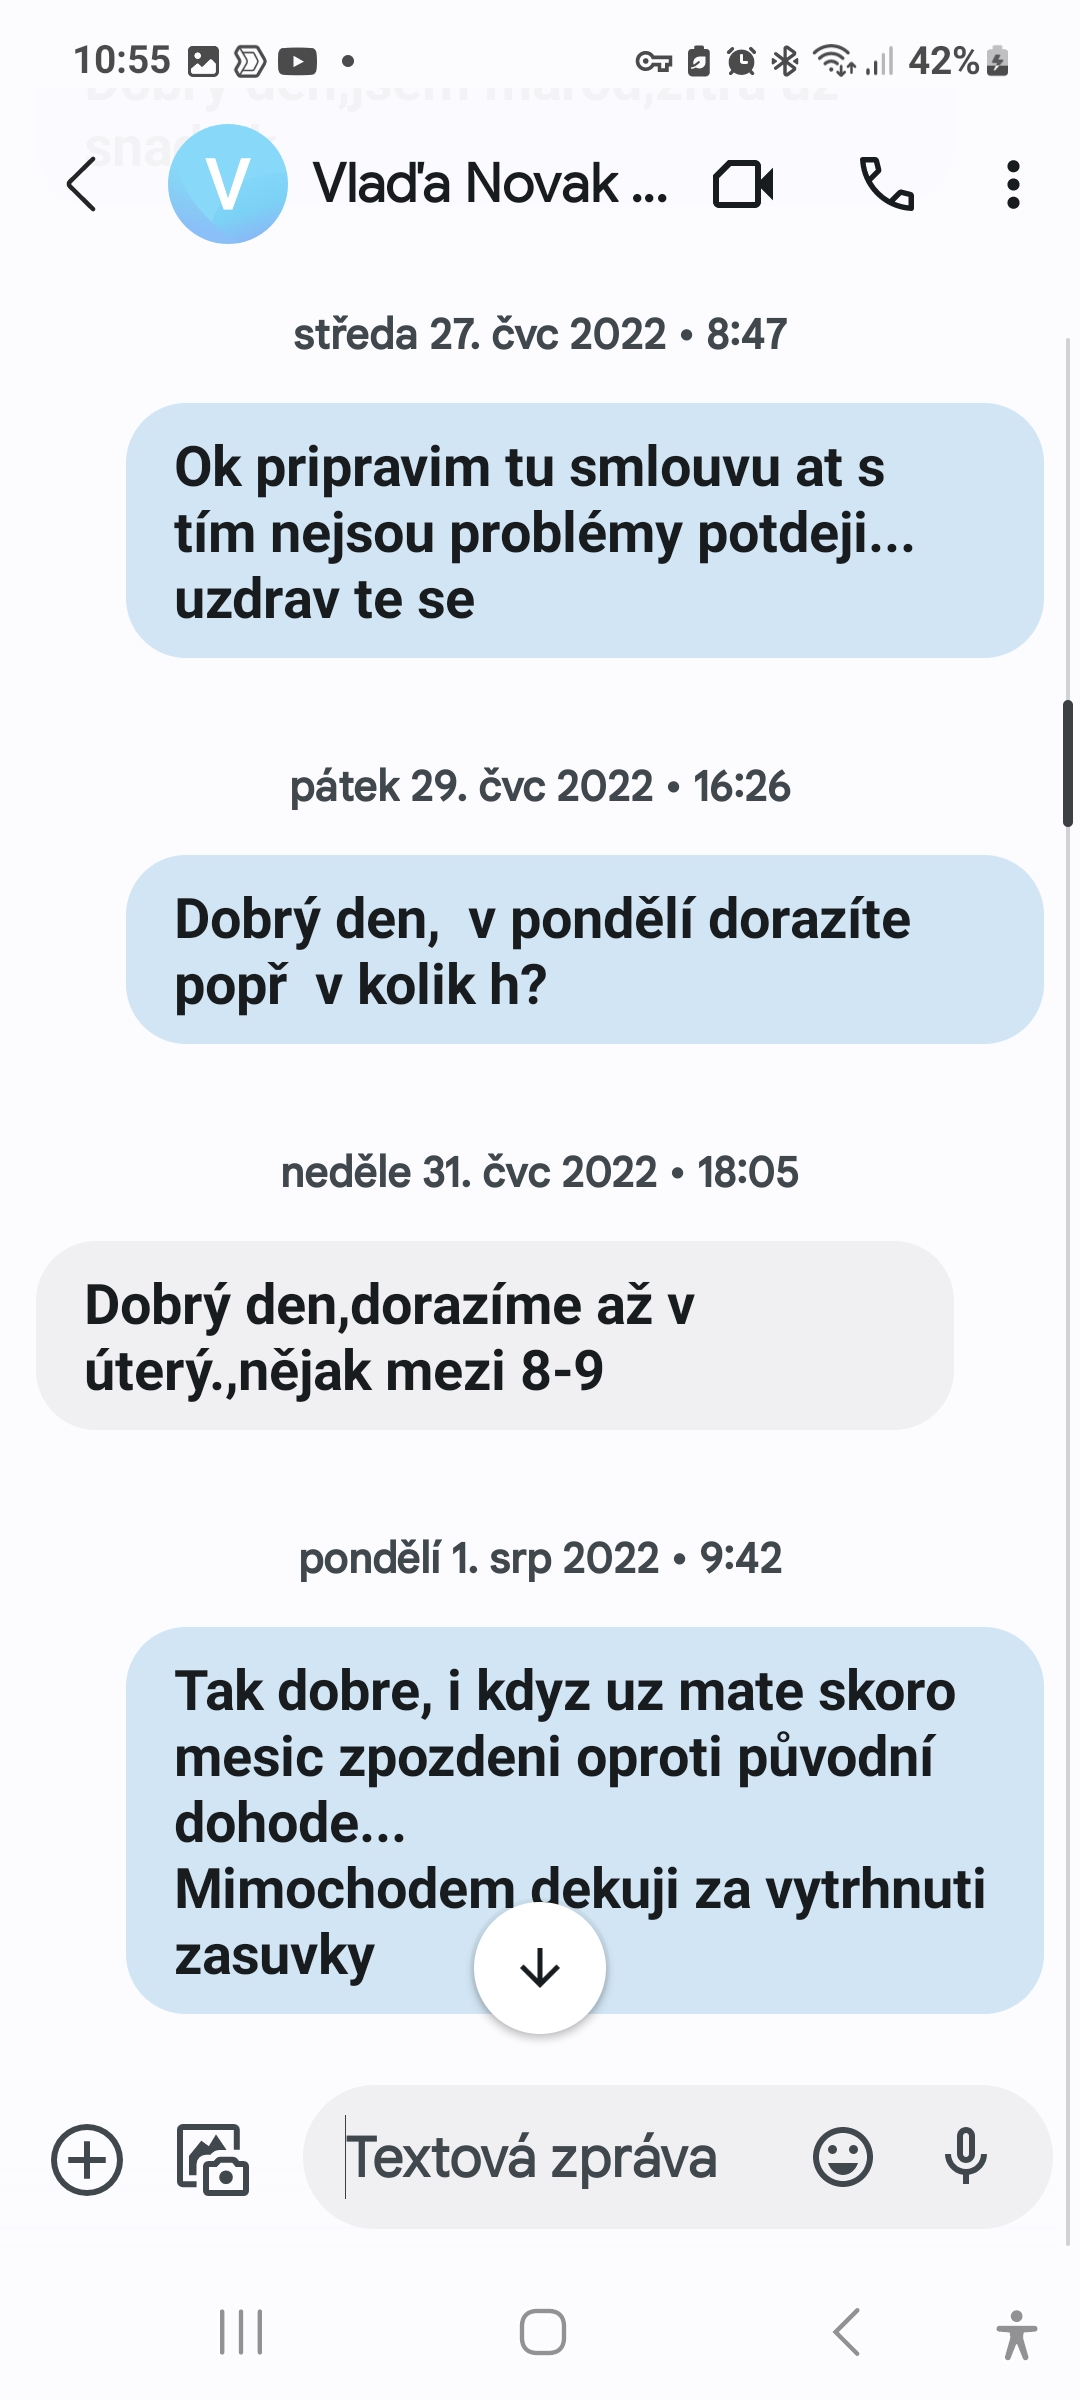 10:55
42%
Vlaďa Novak ...
středa 27. čvc 2022 • 8:47
Ok pripravim tu smlouvu at s
tím nejsou problémy potdeji...
uzdrav te se
pátek 29. čvc 2022 • 16:26
Dobrý den,  v pondělí dorazíte
popř  v kolik h?
neděle 31. čvc 2022 • 18:05
Dobrý den,dorazíme až v
úterý.,nějak mezi 8-9
pondělí 1. srp 2022 • 9:42
Tak dobre, i kdyz uz mate skoro
mesic zpozdeni oproti původní
dohode...
Mimochodem dekuji za vytrhnuti
zasuvky
Textová zpráva